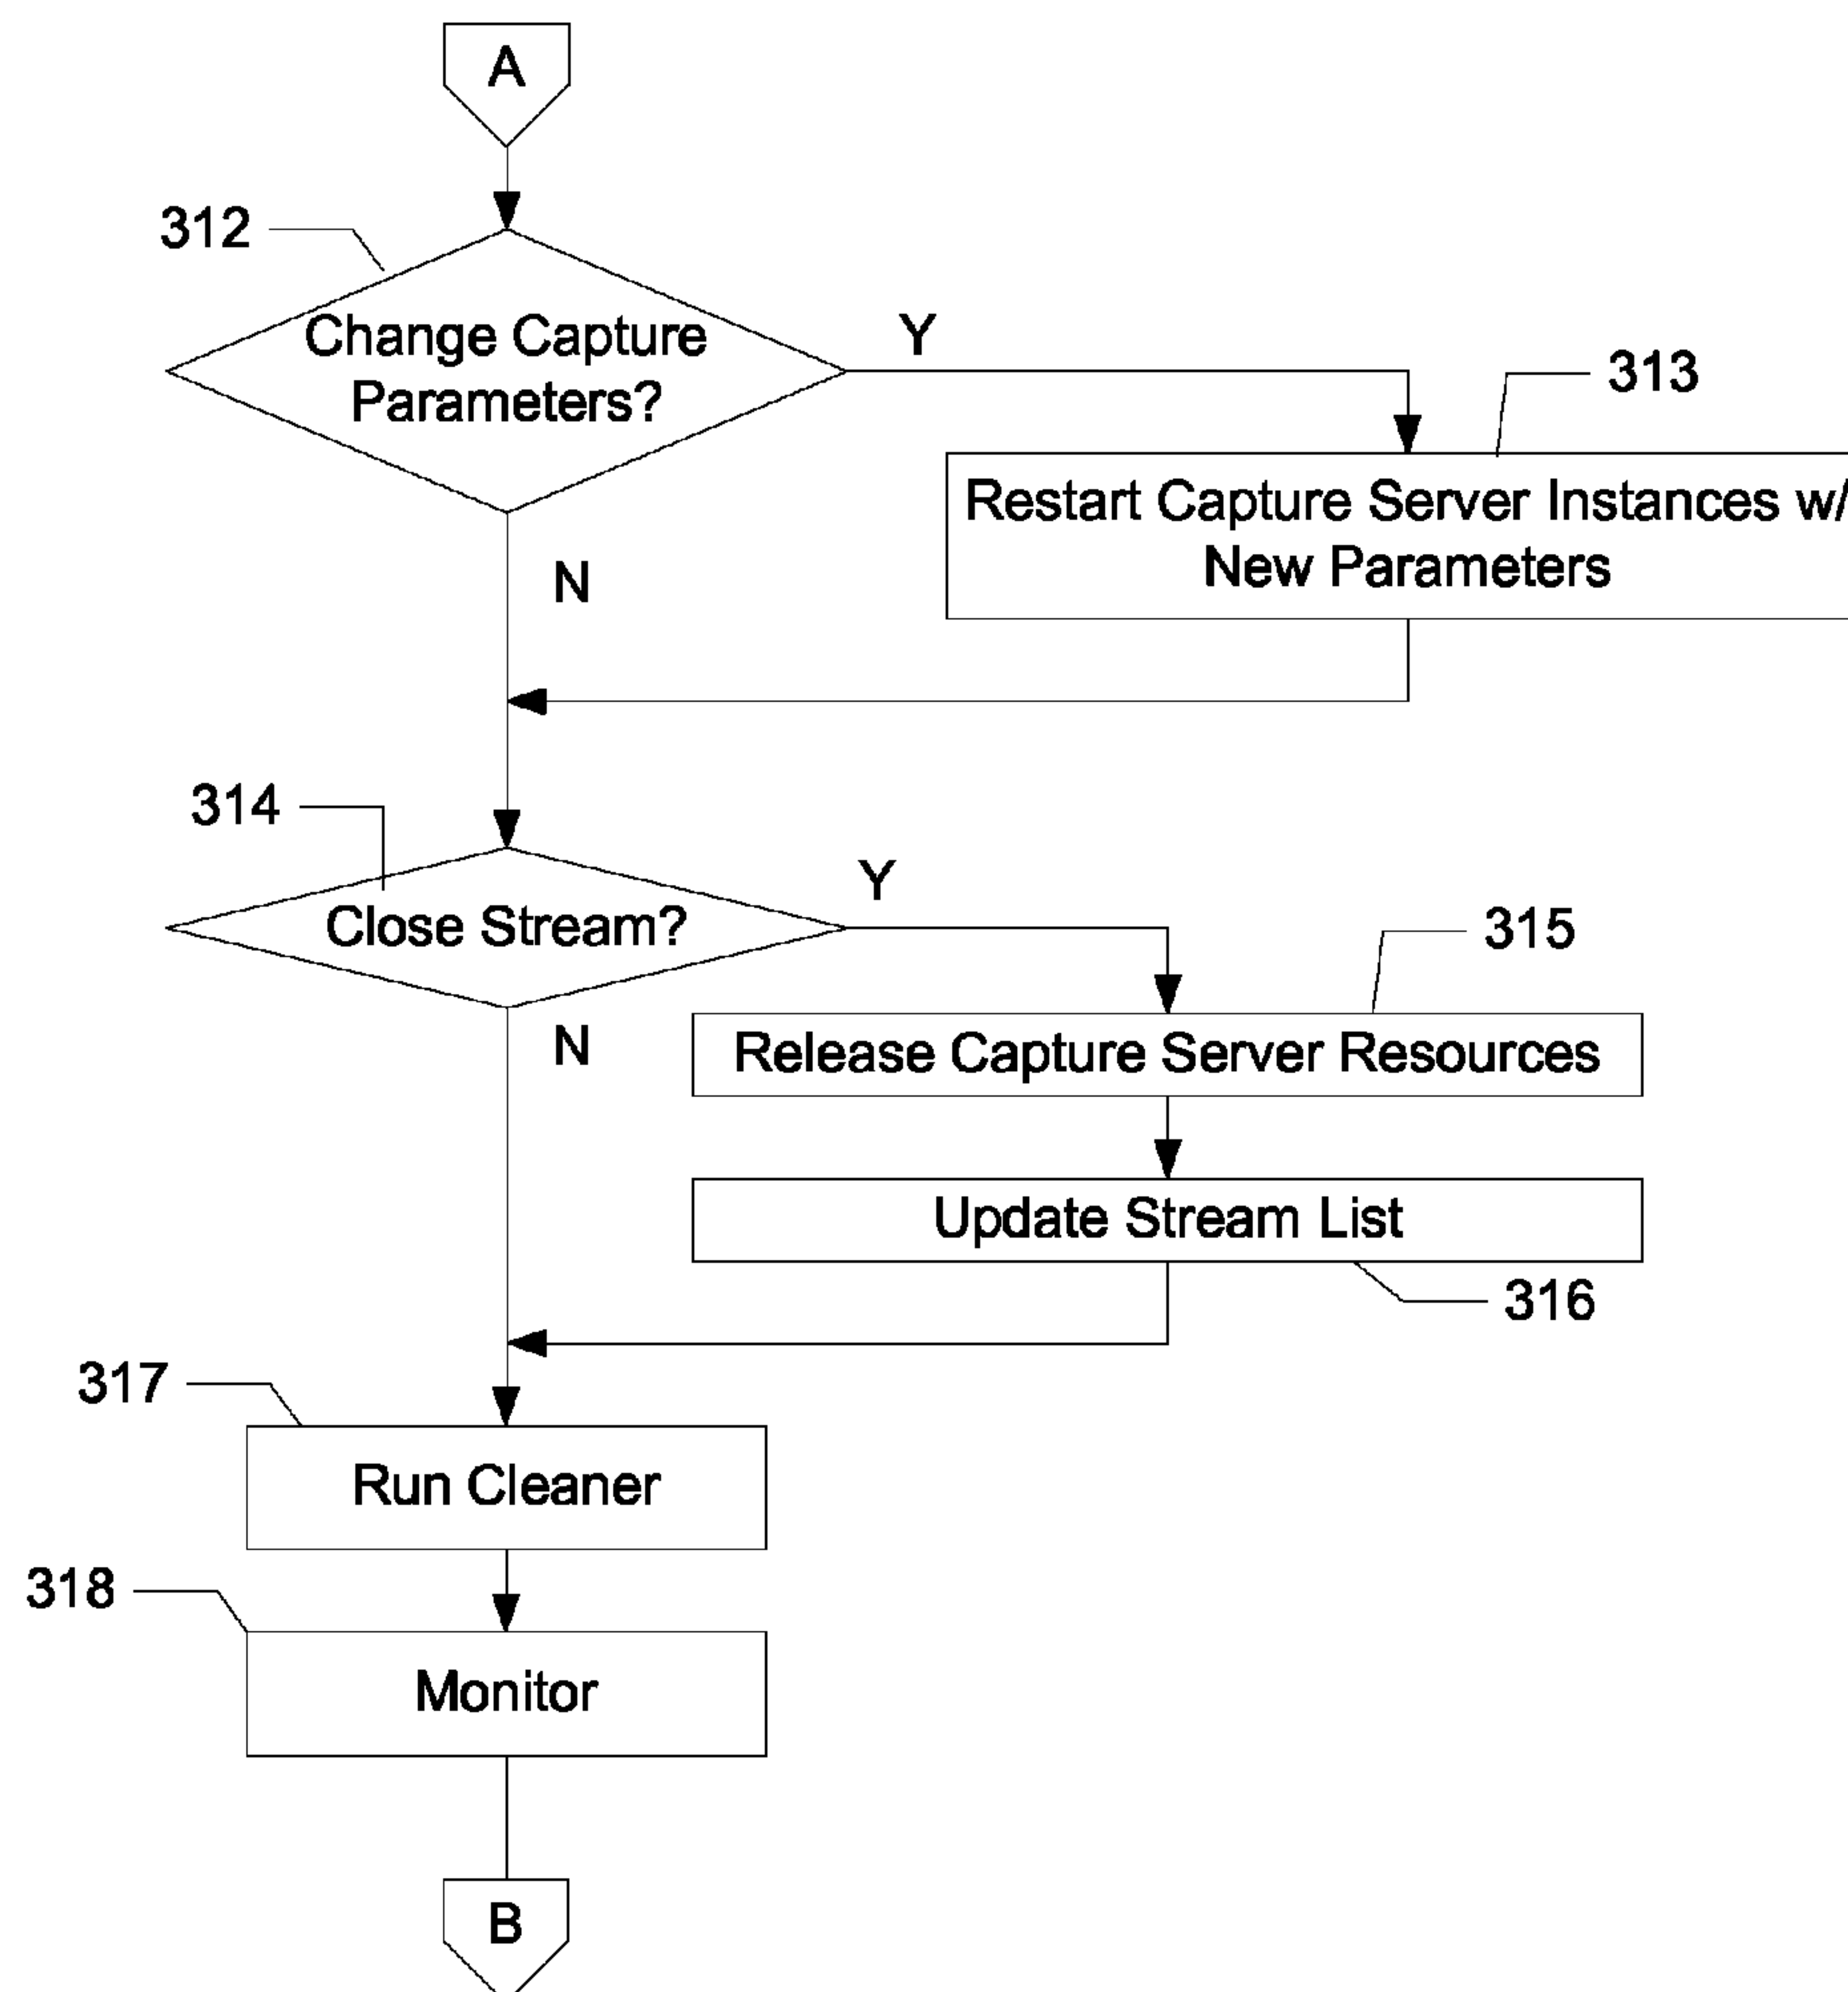 A
312
Change Capture
Parameters?
Y
313
Restart Capture Server Instances w/
New Parameters
N
314
Close Stream?
Y
315
N
Release Capture Server Resources
Update Stream List
316
317
Run Cleaner
318
Monitor
B